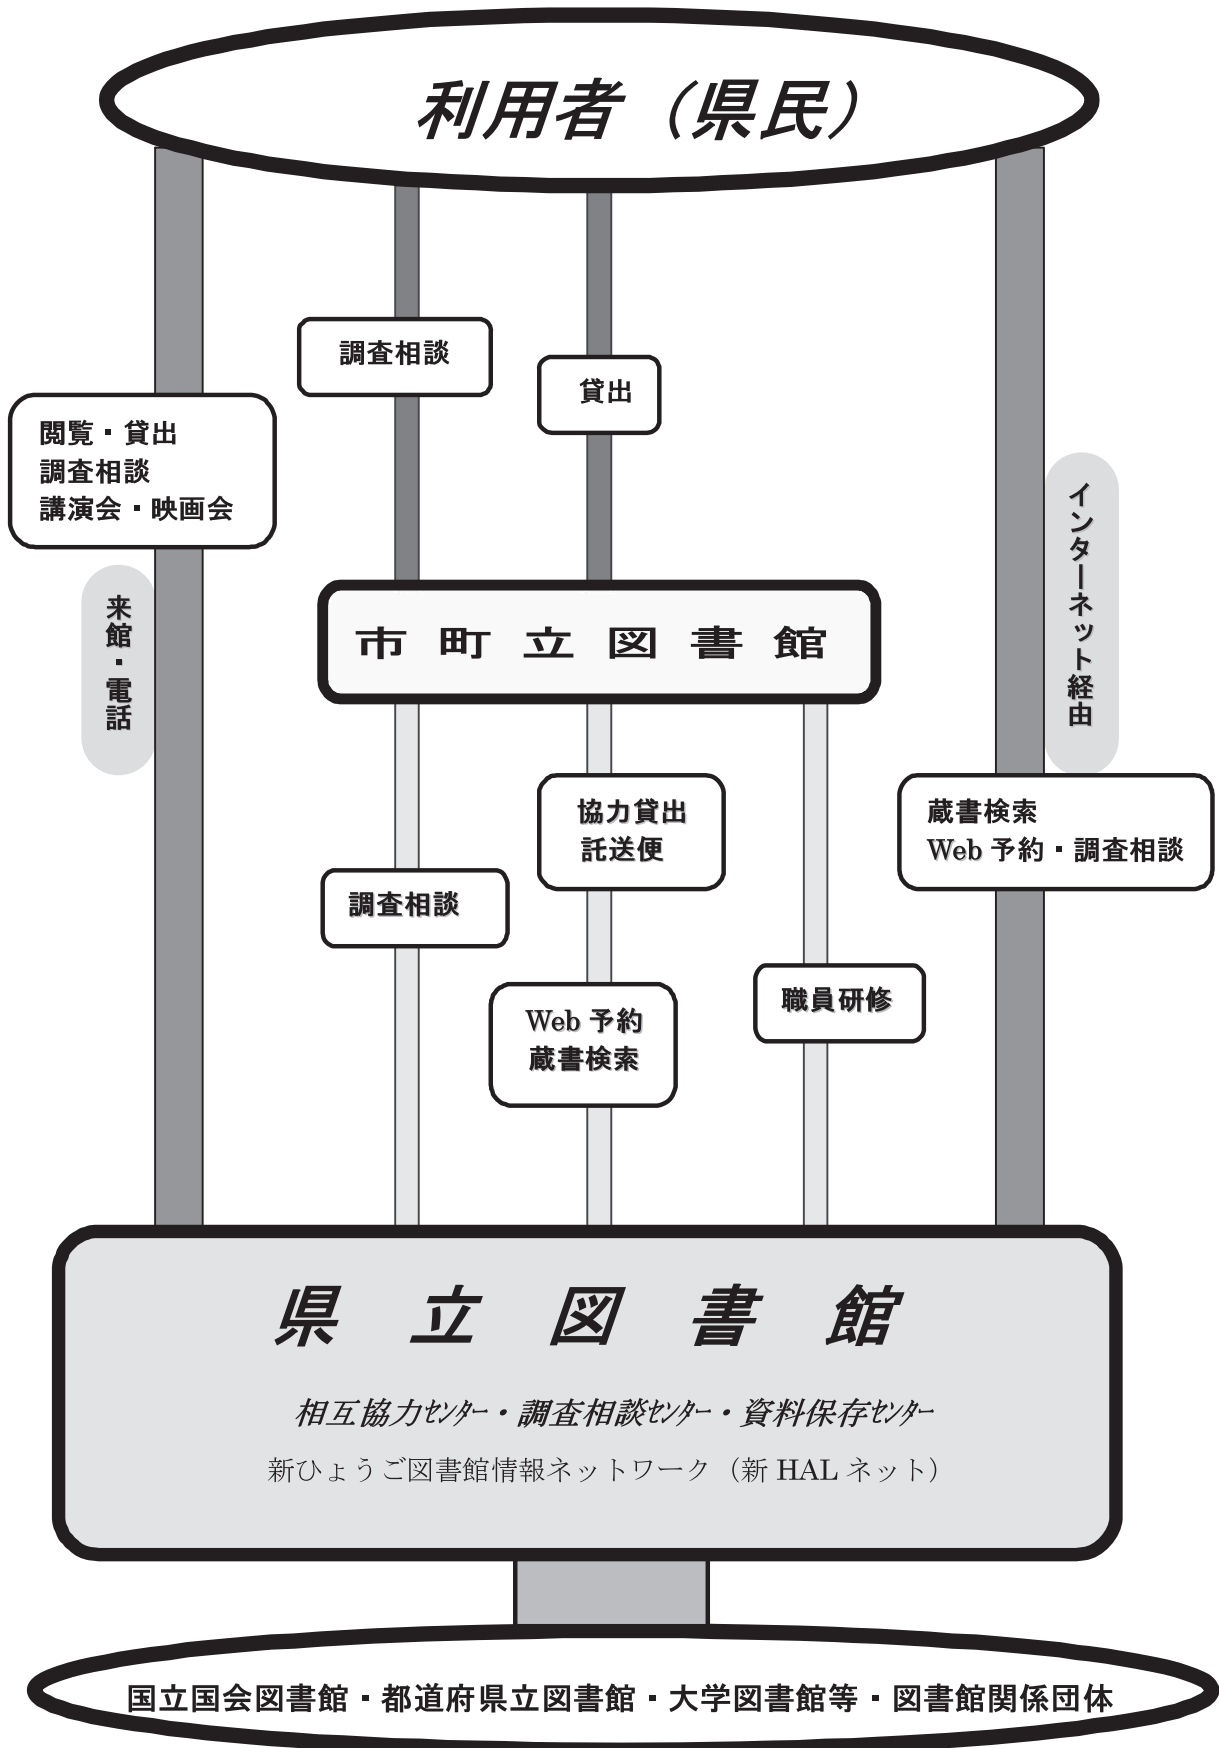 利用者（県民）
調査相談
貸出
閲覧・貸出
調査相談
講演会・映画会
インターネット経由
来館・電話
市町立図書館
協力貸出
託送便
蔵書検索
Web 予約・調査相談
調査相談
職員研修
Web 予約
蔵書検索
県立図書館
相互協力ｾﾝﾀｰ・調査相談ｾﾝﾀｰ・資料保存ｾﾝﾀｰ
新ひょうご図書館情報ネットワーク（新 HAL ネット）
国立国会図書館・都道府県立図書館・大学図書館等・図書館関係団体